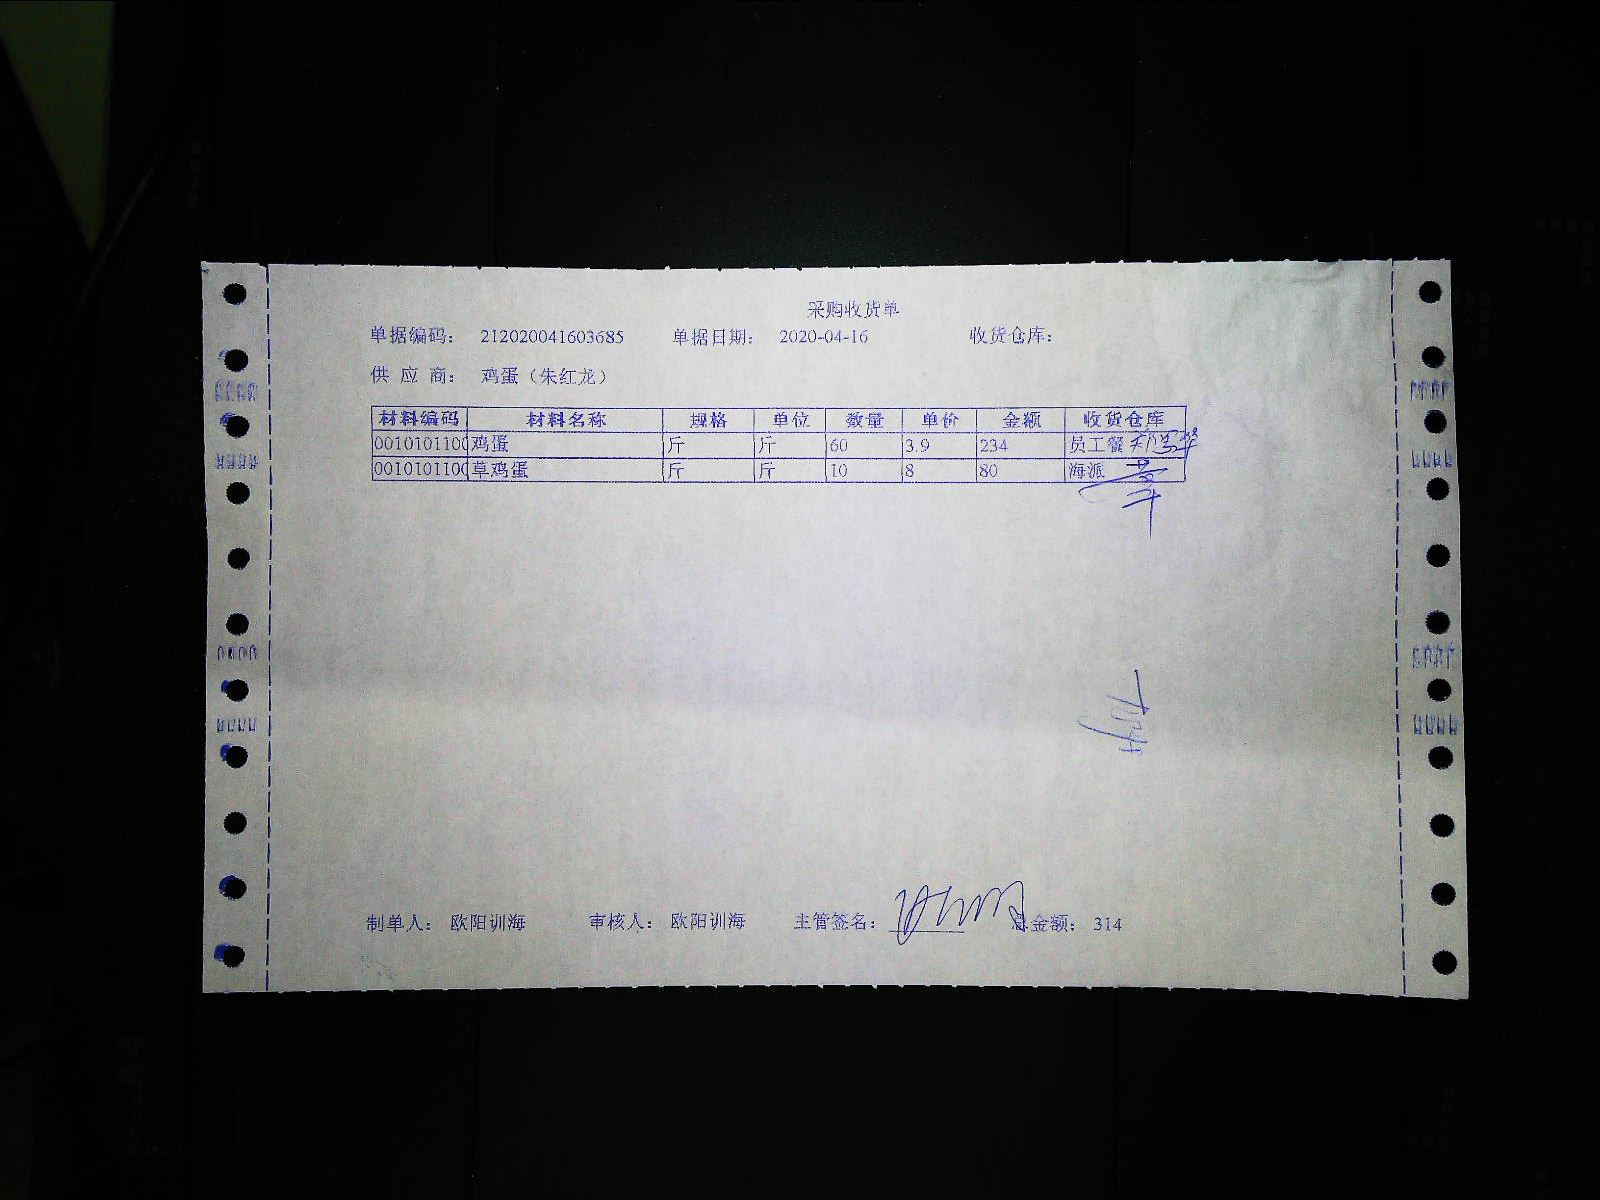 采购收货单
单据编码： 212020041603685 单据日期： 2020-04-16 收货仓库：
供 应 商： 鸡蛋（朱红龙）
材料编码 材料名称 规格 单位 数量 单价 金额 收货仓库
0010101100 鸡蛋 斤 斤 60 3.9 234 员工餐
0010101100 草鸡蛋 斤 斤 10 8 80 海派
制单人： 欧阳训海 审核人： 欧阳训海 主管签名： 总金额： 314